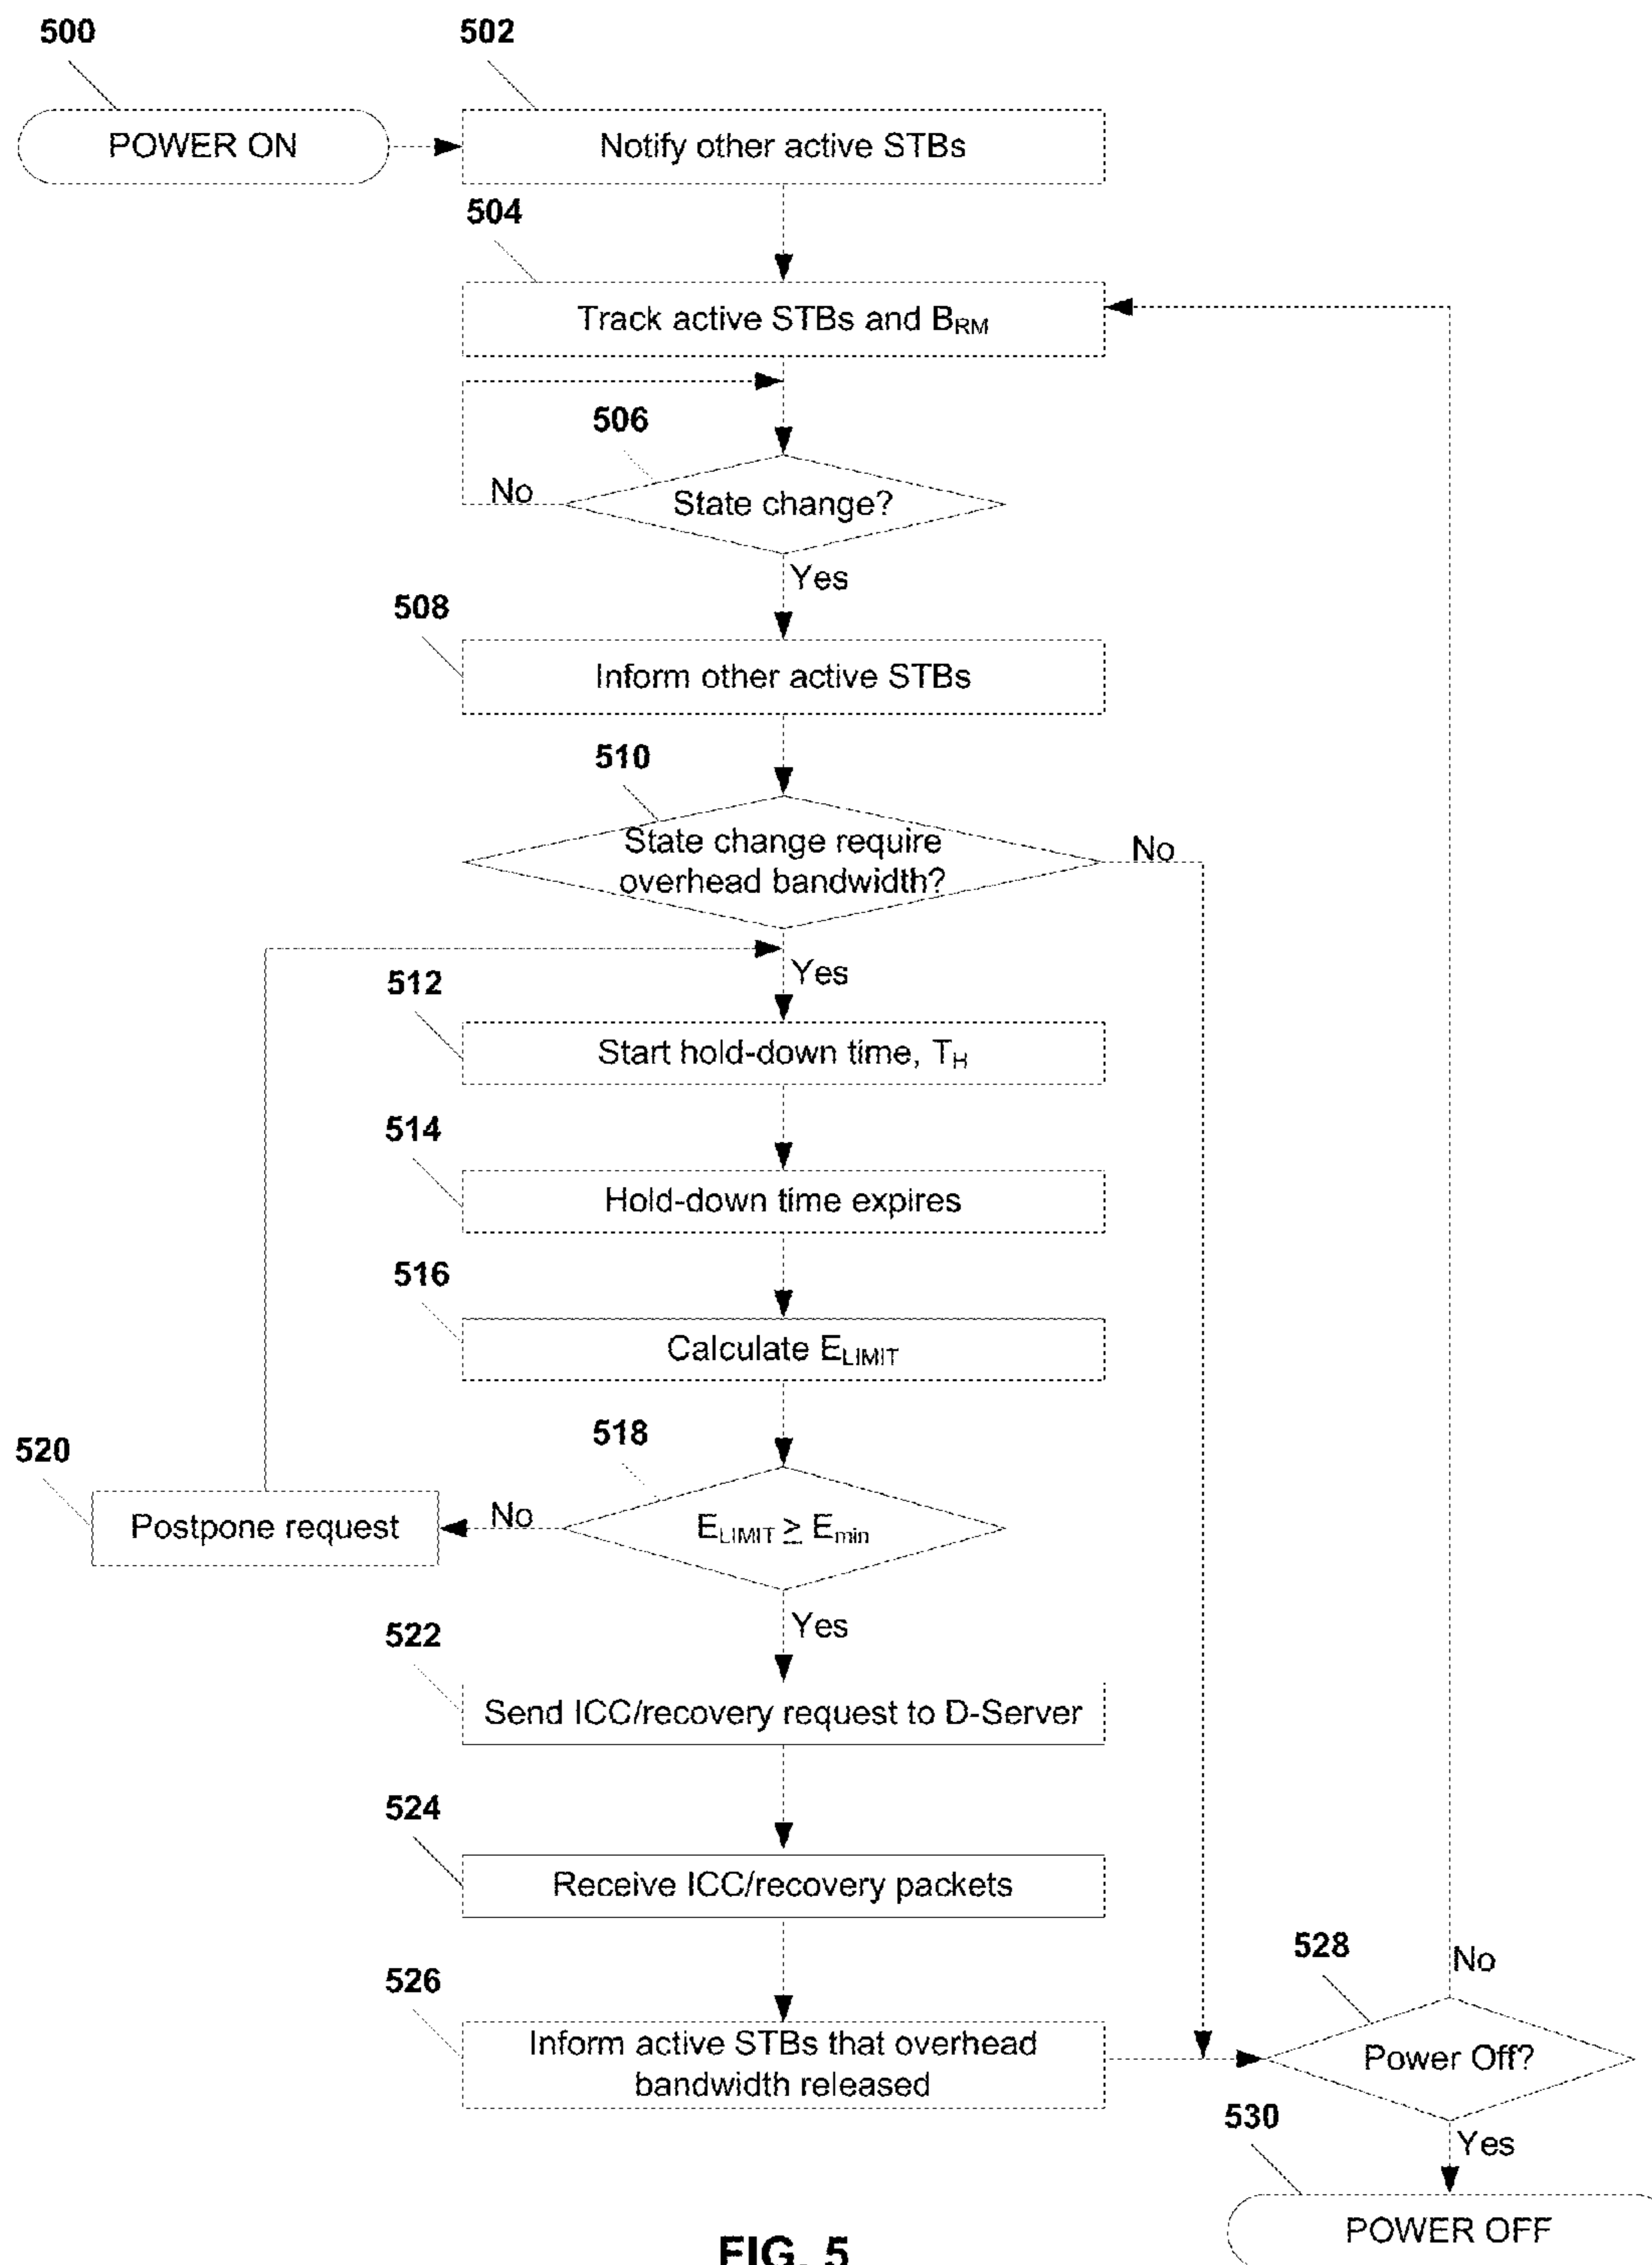 500
502
POWER ON
Notify other active STBs
504
Track active STBs and B_RM
506
No
State change?
Yes
508
Inform other active STBs
510
State change require
overhead bandwidth?
No
Yes
512
Start hold-down time, T_H
514
Hold-down time expires
516
Calculate E_LIMIT
518
520
Postpone request
No
E_LIMIT ≥ E_min
Yes
522
Send ICC/recovery request to D-Server
524
Receive ICC/recovery packets
526
Inform active STBs that overhead
bandwidth released
528
No
Power Off?
530
Yes
POWER OFF
FIG. 5